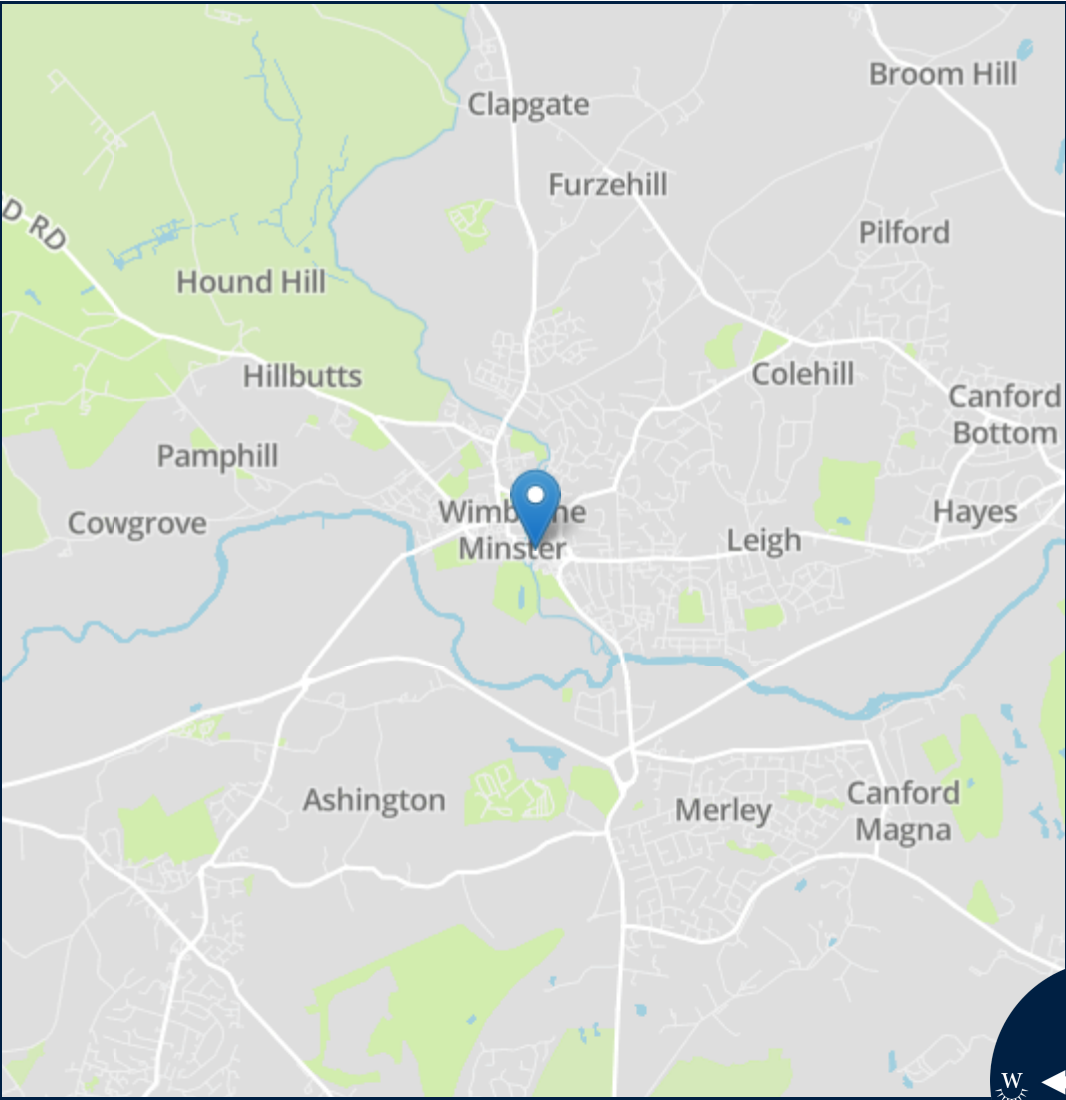 Broom Hill
Clapgate
Furzehill
D RD
Pilford
Hound Hill
Hillbutts
Colehill
Canford
Bottom
Pamphill
Cowgrove
Minster
Hayes
Leigh
Ashington
Merley
Canford
Magna
W